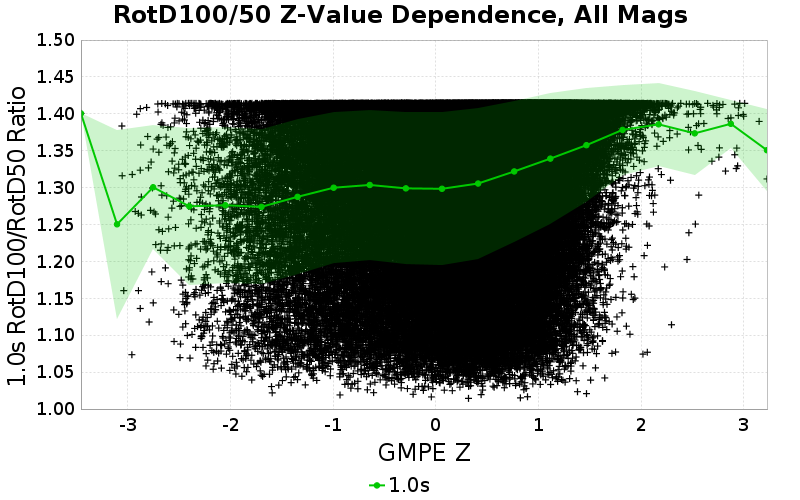 RotD100/50 Z-Value Dependence, All Mags
1.0s RotD100/RotD50 Ratio
1.50
1.45
1.40
1.35
1.30
1.25
1.20
1.15
1.10
1.05
1.00
-3 -2 -1 0 1 2 3
GMPE Z
1.0s